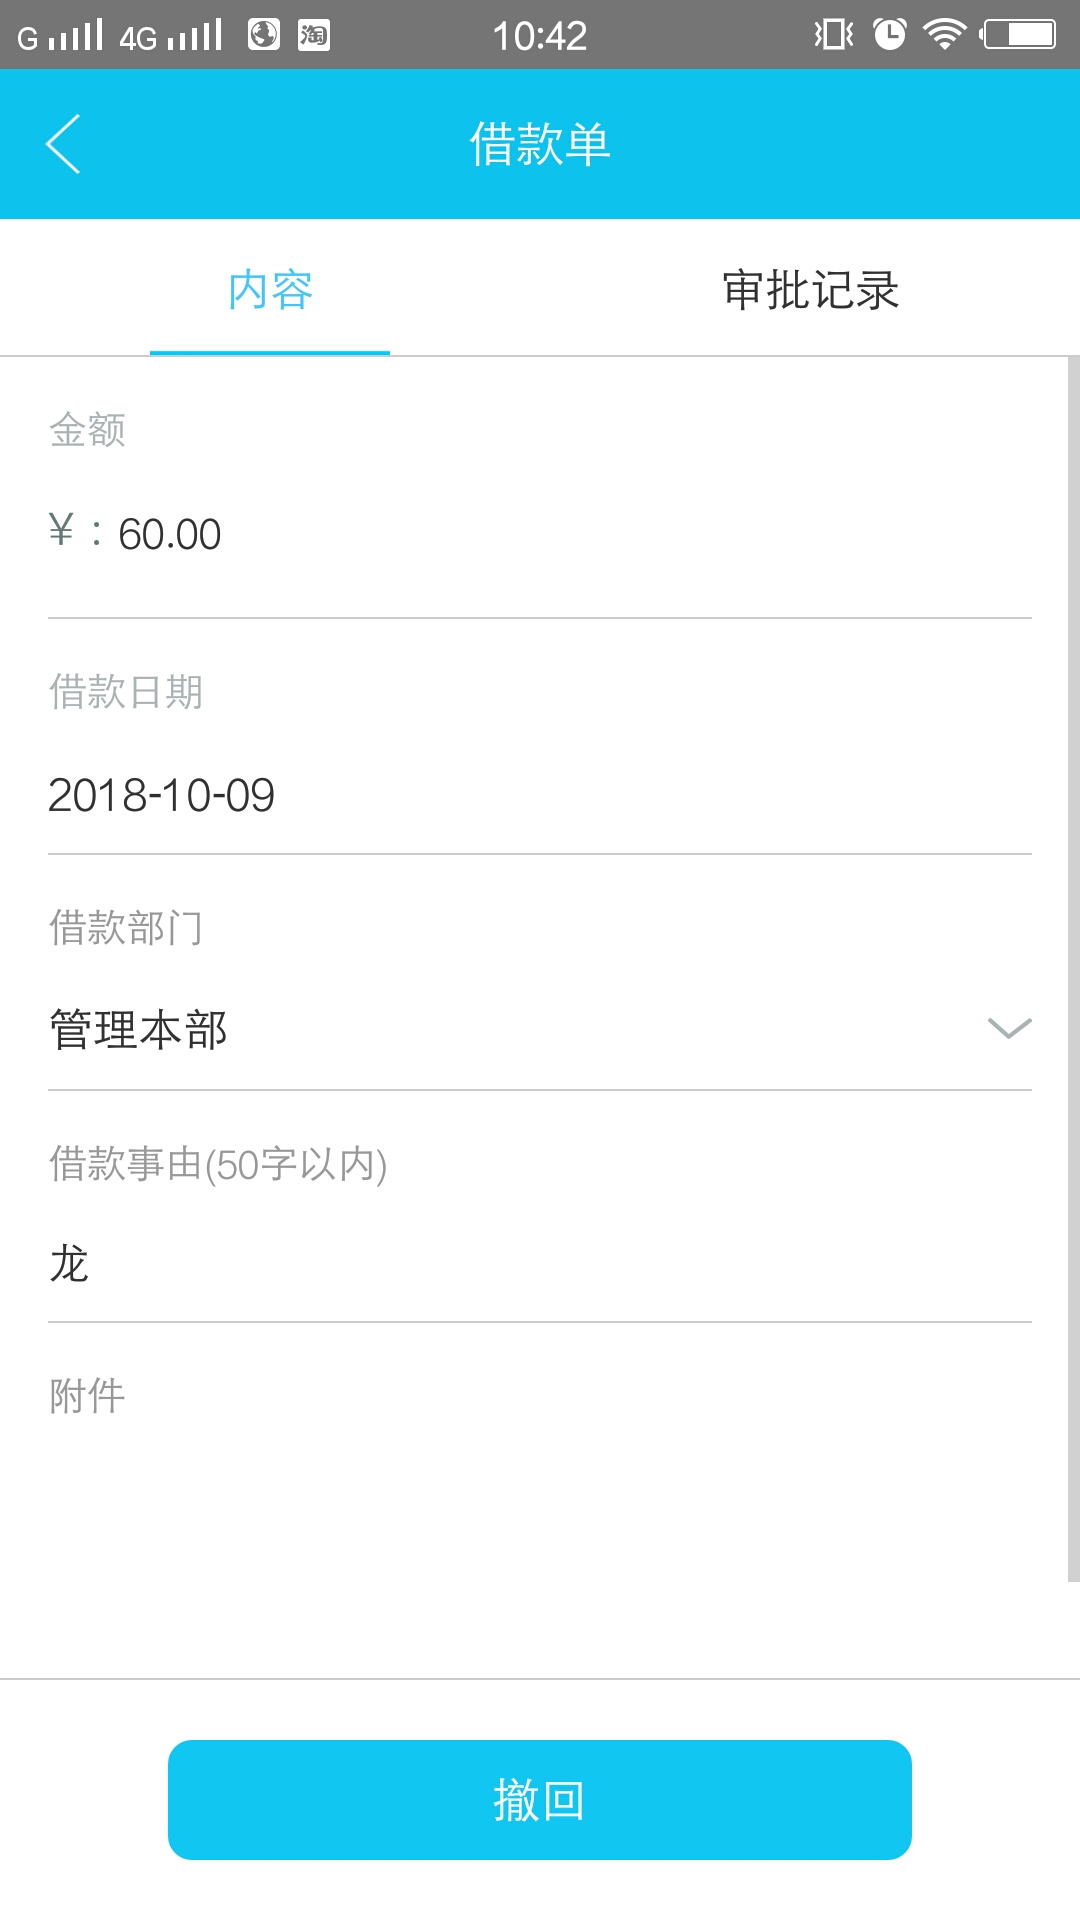 G 4G 淘 10:42
借款单
内容 审批记录
金额
¥ : 60.00
借款日期
2018-10-09
借款部门
管理本部
借款事由(50字以内)
龙
附件
撤回